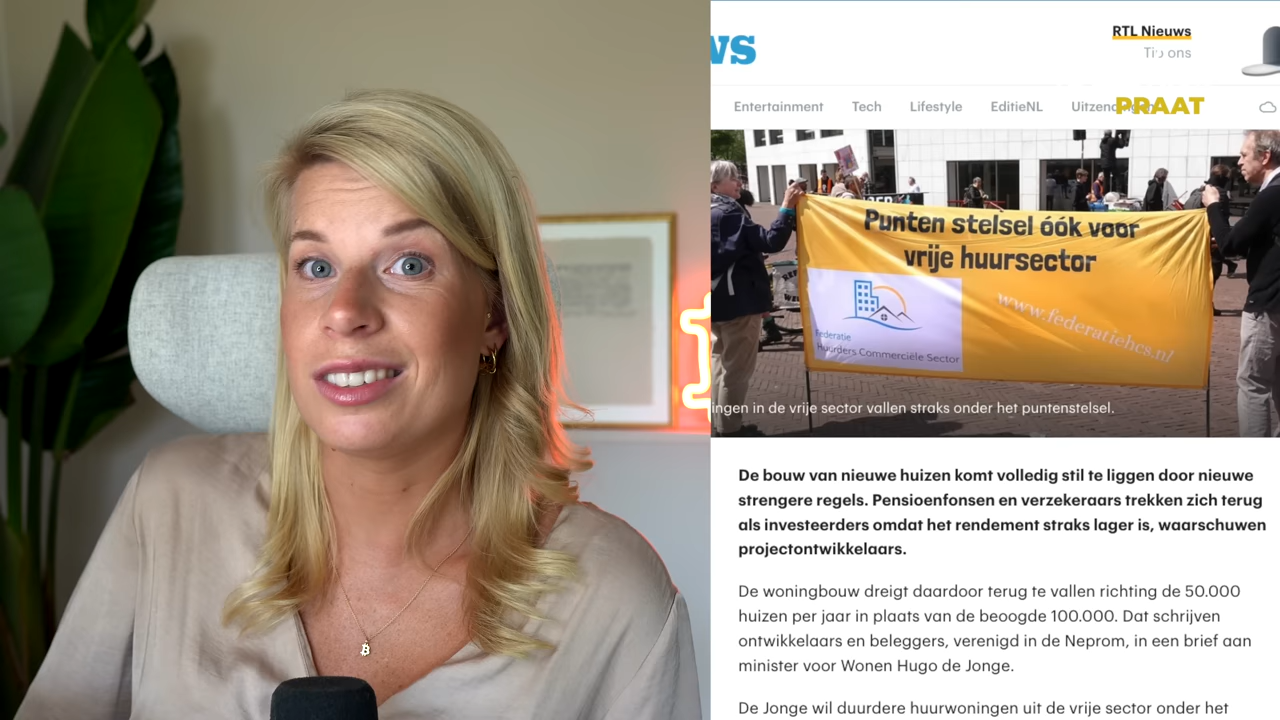 RTL Nieuws
ons
PRAAT
Entertainment Tech Lifestyle EditieNL
Punten stelsel óók voor
vrije huursector
www.federatiehcs.nl
Federatie
Huurders Commerciële Sector
in de vrije sector vallen straks onder het puntenstelsel.
De bouw van nieuwe huizen komt volledig stil te liggen door nieuwe
strengere regels. Pensioenfonsen en verzekeraars trekken zich terug
als investeerders omdat het rendement straks lager is, waarschuwen
projectontwikkelaars.
De woningbouw dreigt daardoor terug te vallen richting de 50.000
huizen per jaar in plaats van de beoogde 100.000. Dat schrijven
ontwikkelaars en beleggers, verenigd in de Neprom, in een brief aan
minister voor Wonen Hugo de Jonge.
De Jonge wil duurdere huurwoningen uit de vrije sector onder het